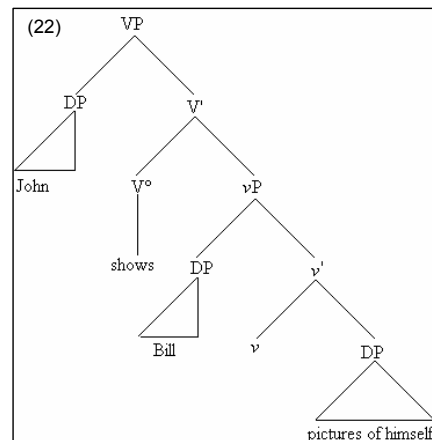 (22)
VP
DP V'
John V° vP
shows DP v'
Bill v DP
pictures of himself